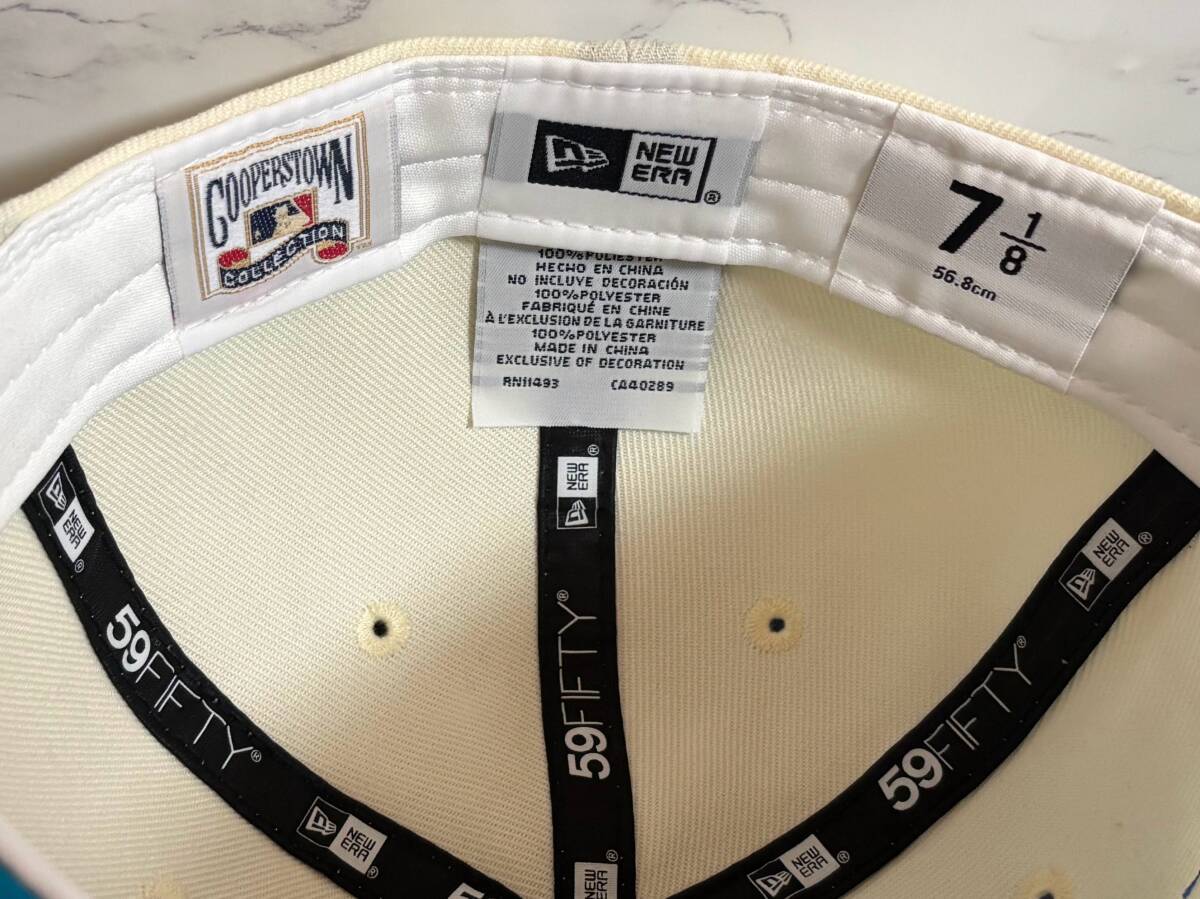 COOPERSTOWN
COLLECTION
NEW
ERA®
7 1/8
56.8cm
100%POLIESTER
HECHO EN CHINA
NO INCLUYE DECORACIÓN
100%POLYESTER
FABRIQUÉ EN CHINE
À L'EXCLUSION DE LA GARNITURE
100%POLYESTER
MADE IN CHINA
EXCLUSIVE OF DECORATION
RN11493 CA40289
NEW
ERA®
59FIFTY®
NEW
ERA®
NEW
ERA®
59FIFTY®
NEW
ERA
NEW
ERA®
59FIFTY®
NEW
ERA®